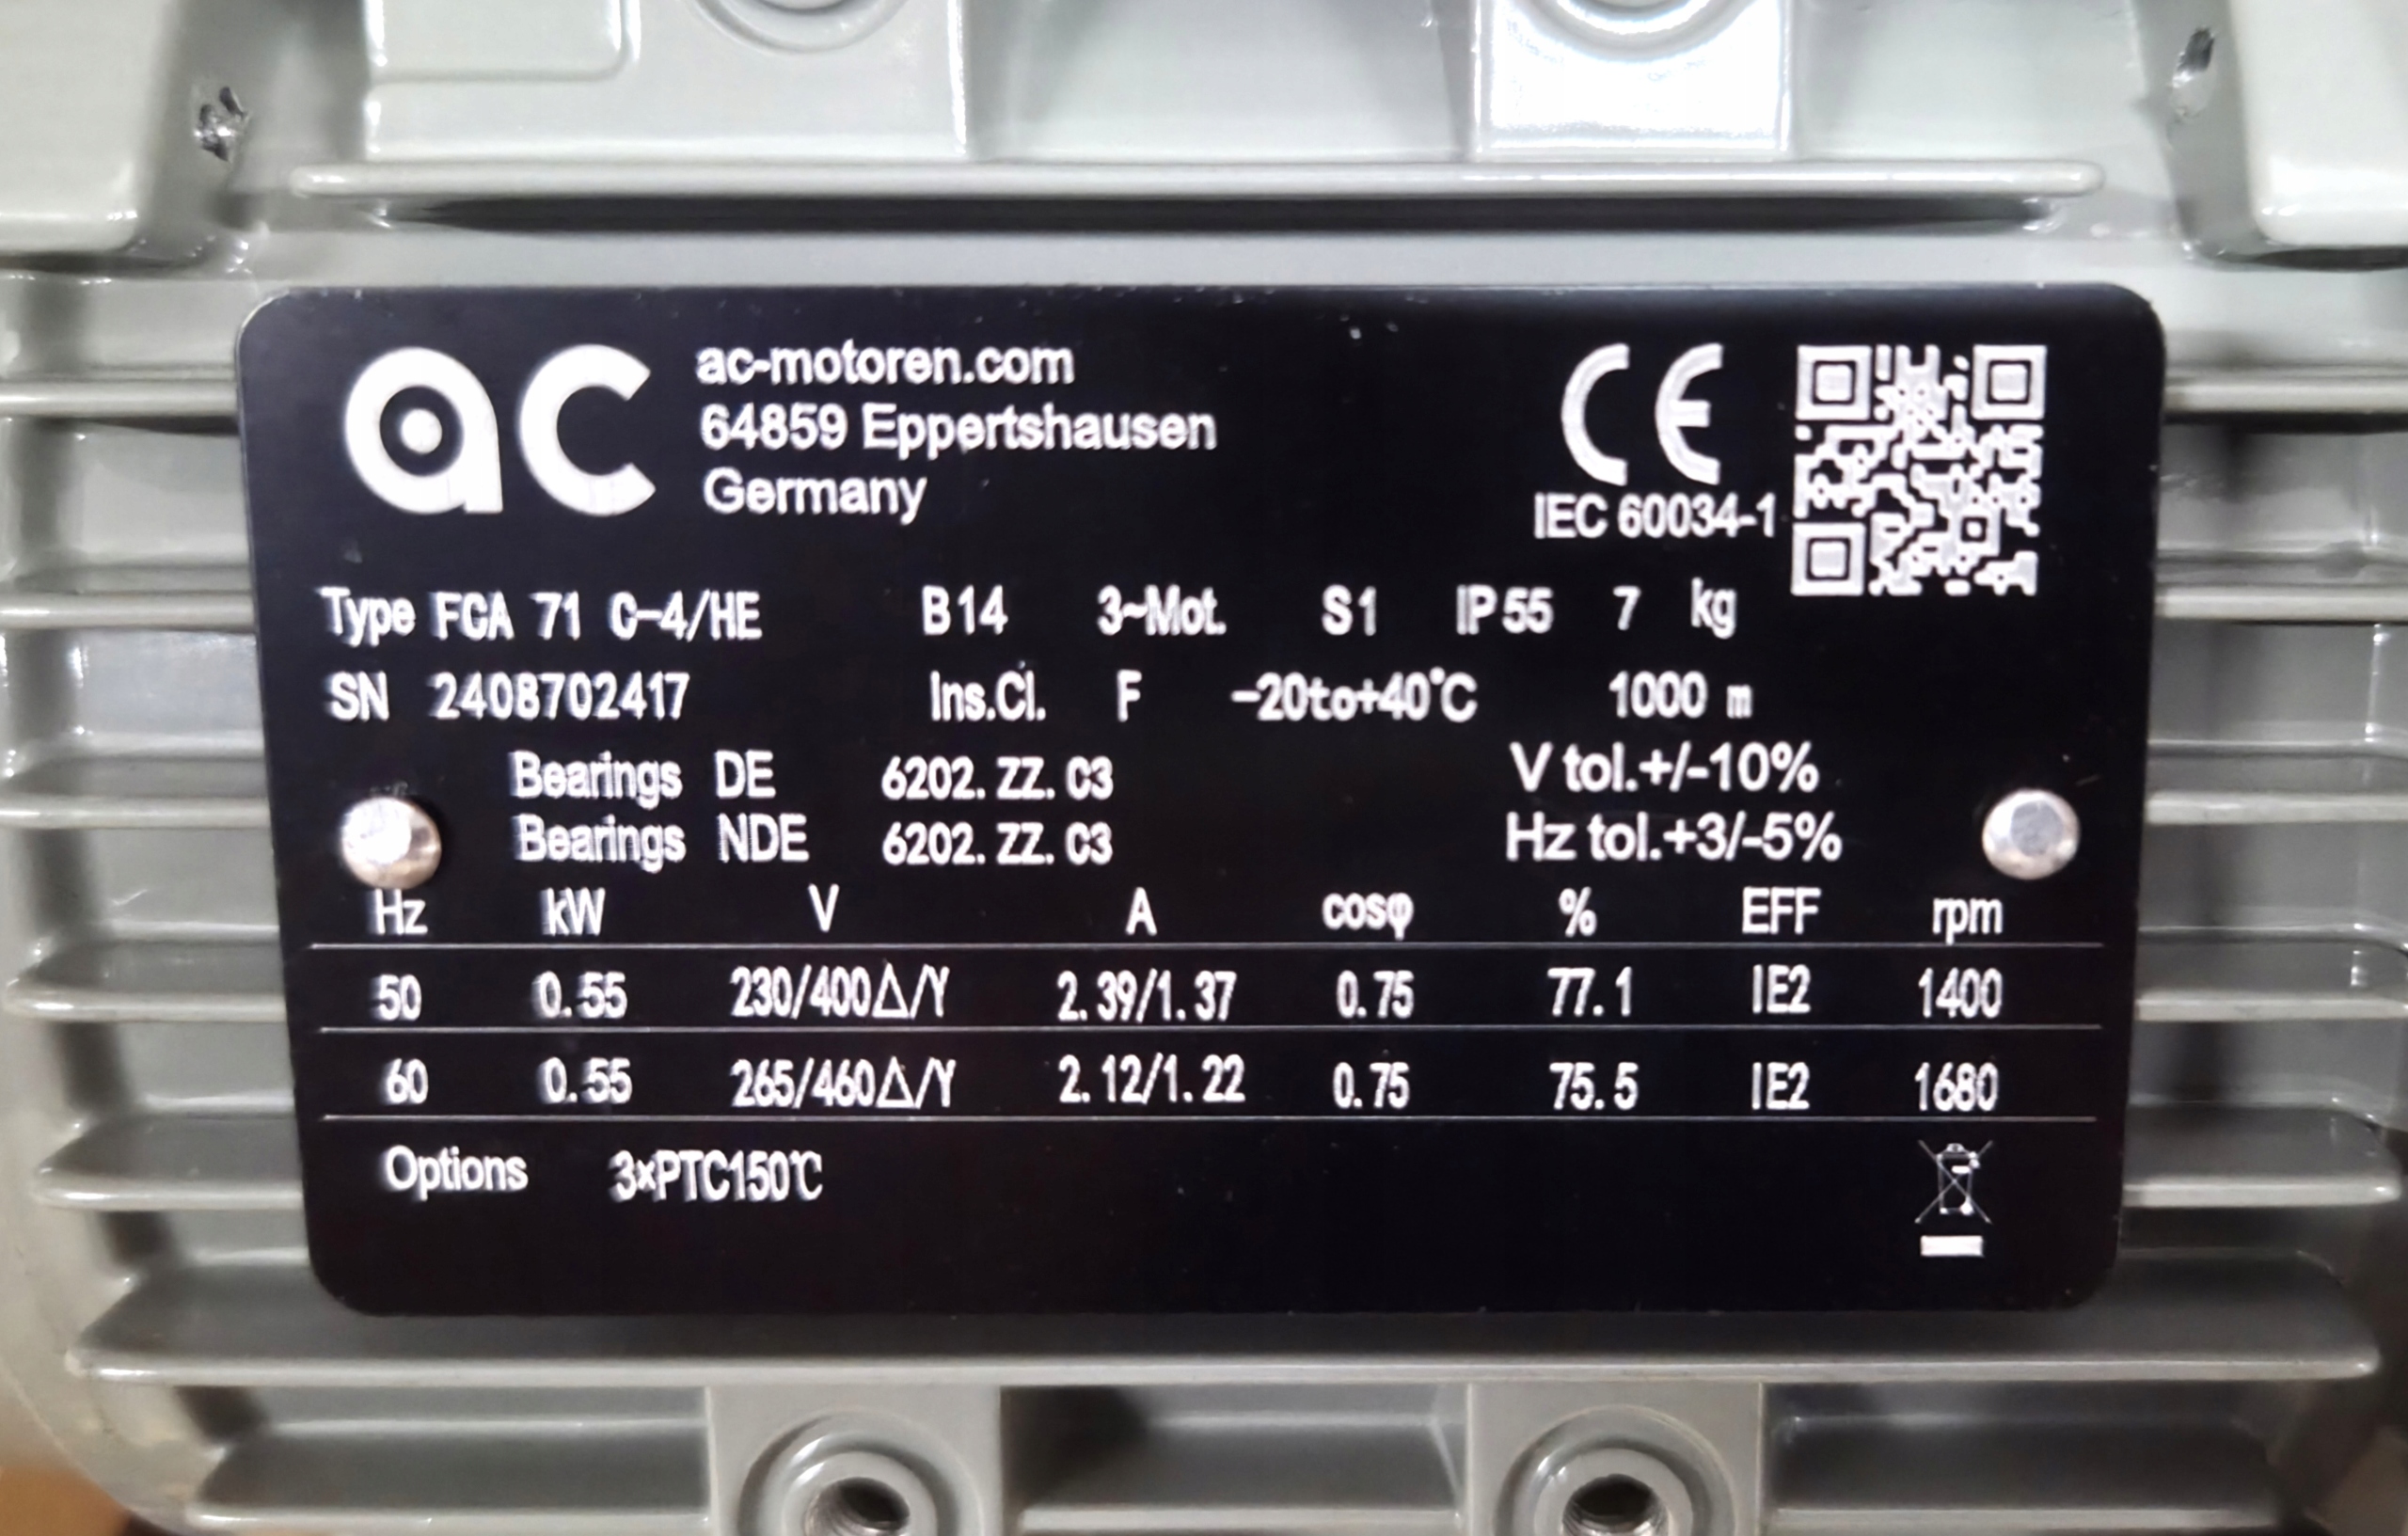 ac ac-motoren.com
64859 Eppertshausen
Germany
CE
IEC 60034-1
Type FCA 71 C-4/HE B14 3~Mot. S1 IP55 7 kg
SN 2408702417 Ins.Cl. F -20to+40°C 1000 m
Bearings DE 6202.ZZ.C3 V tol.+/-10%
Bearings NDE 6202.ZZ.C3 Hz tol.+3/-5%
Hz kW V A cosφ % EFF rpm
50 0.55 230/400Δ/Y 2.39/1.37 0.75 77.1 IE2 1400
60 0.55 265/460Δ/Y 2.12/1.22 0.75 75.5 IE2 1680
Options 3×PTC150℃